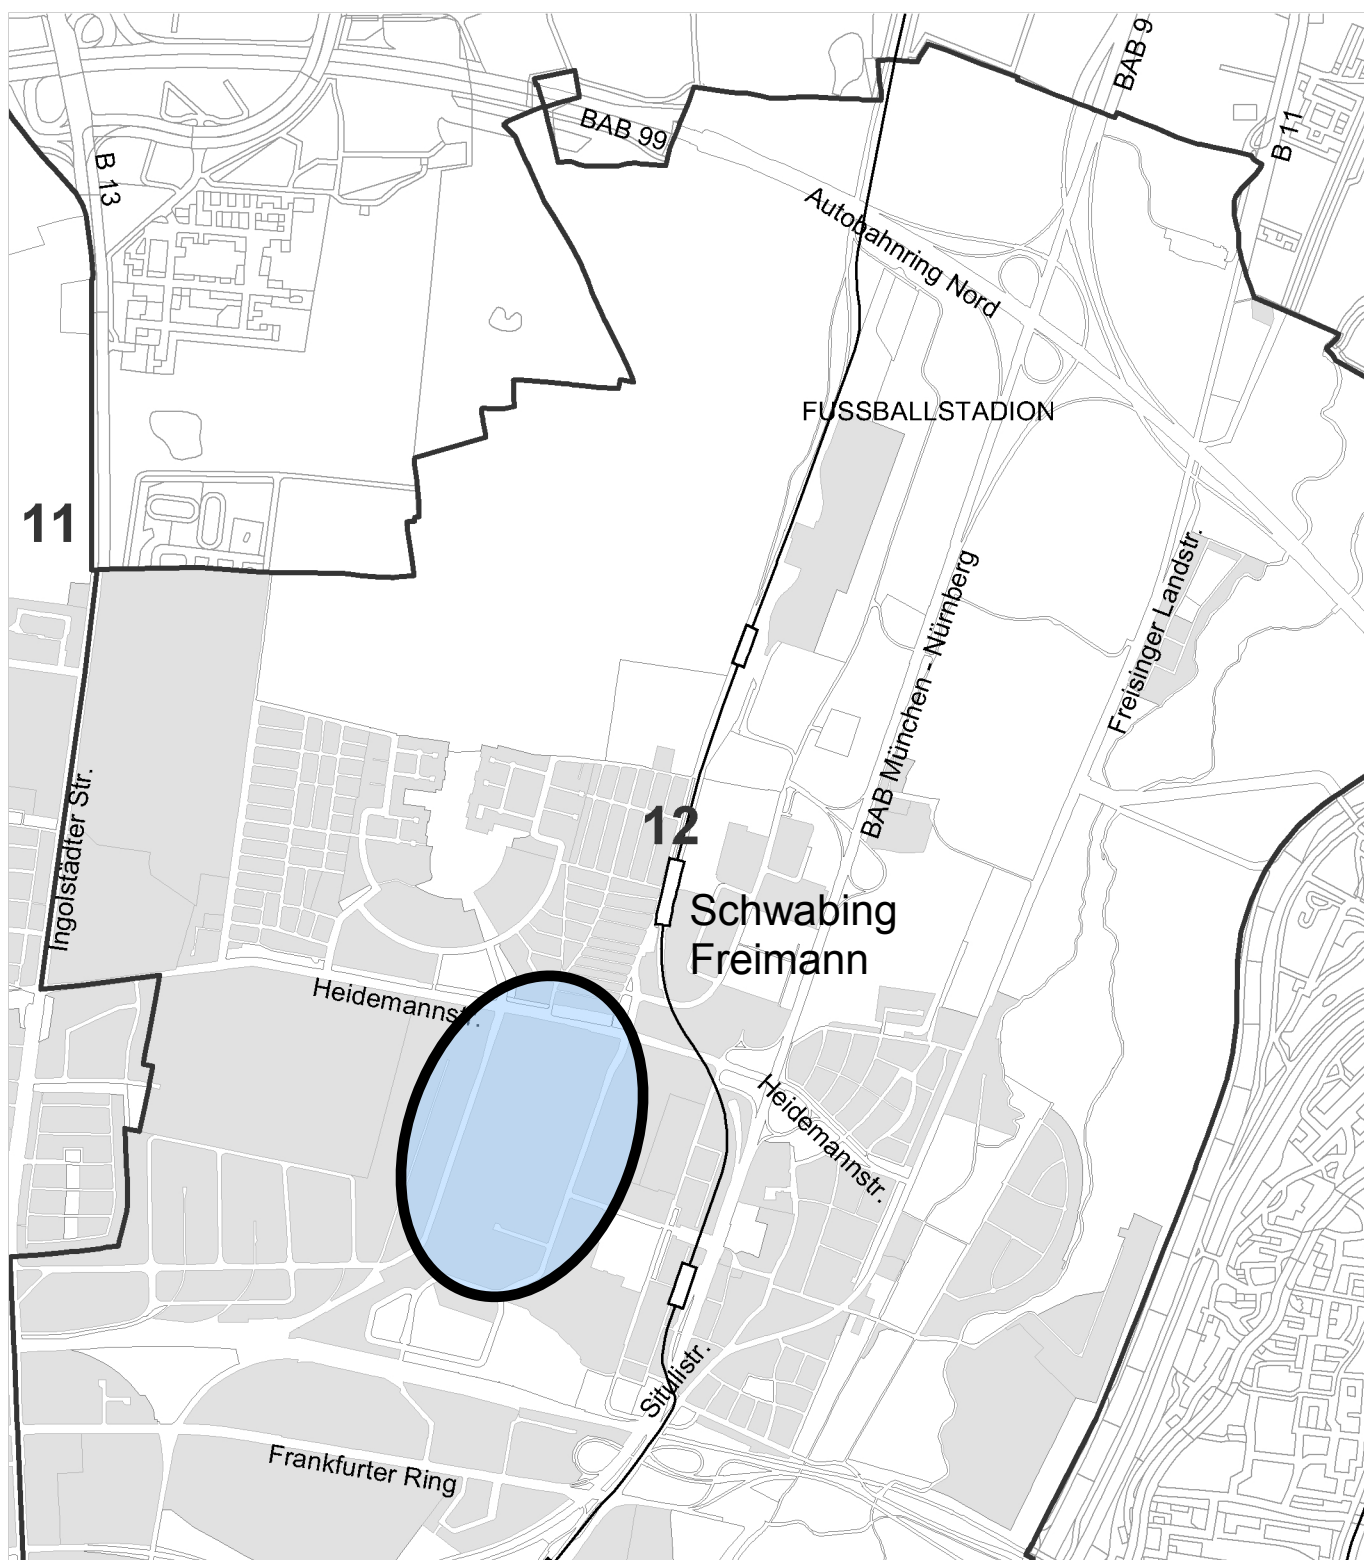 BAB 9
B 11
BAB 99
B 13
Autobahnring Nord
FUSSBALLSTADION
11
Freisinger Landstr.
BAB München - Nürnberg
Ingolstädter Str.
12
Schwabing
Freimann
Heidemannstr.
Heidemannstr.
Situlistr.
Frankfurter Ring